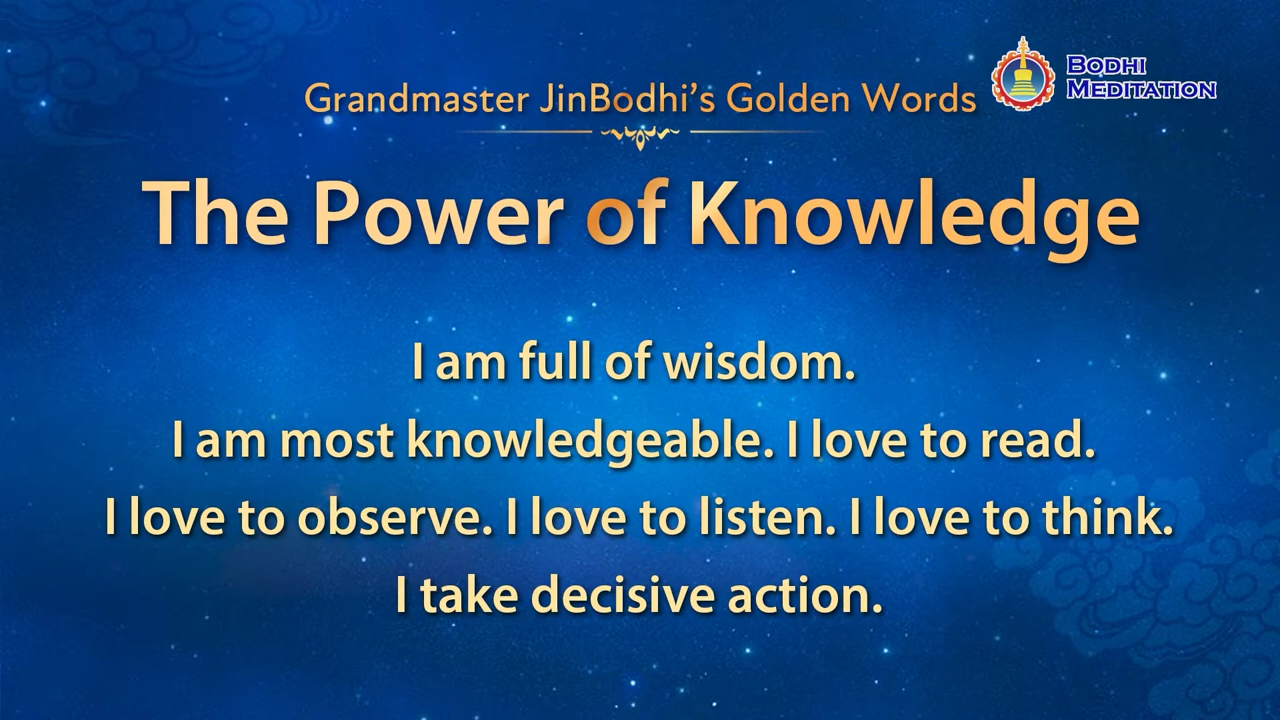 Grandmaster JinBodhi’s Golden Words
BODHI
MEDITATION
The Power of Knowledge
I am full of wisdom.
I am most knowledgeable. I love to read.
I love to observe. I love to listen. I love to think.
I take decisive action.